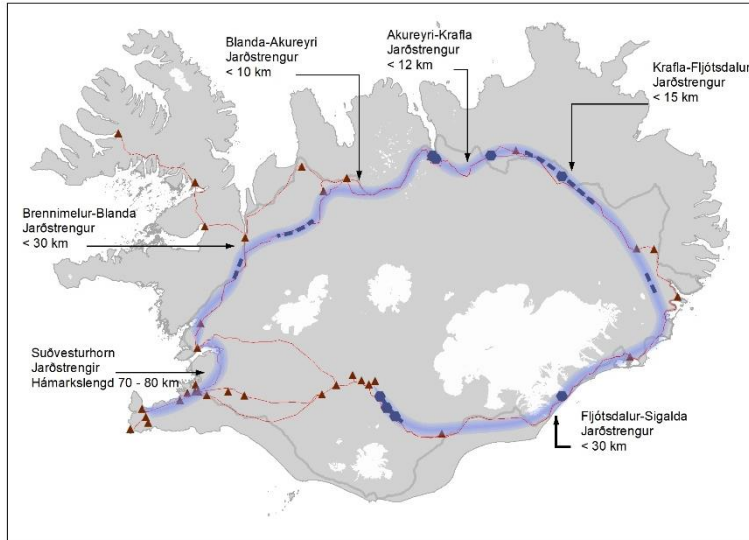 Blanda-Akureyri
Jarðstrengur
< 10 km
Akureyri-Krafla
Jarðstrengur
< 12 km
Krafla-Fljótsdalur
Jarðstrengur
< 15 km
Brennimelur-Blanda
Jarðstrengur
< 30 km
Suðvesturhorn
Jarðstrengir
Hámarkslengd 70 - 80 km
Fljótsdalur-Sigalda
Jarðstrengur
< 30 km